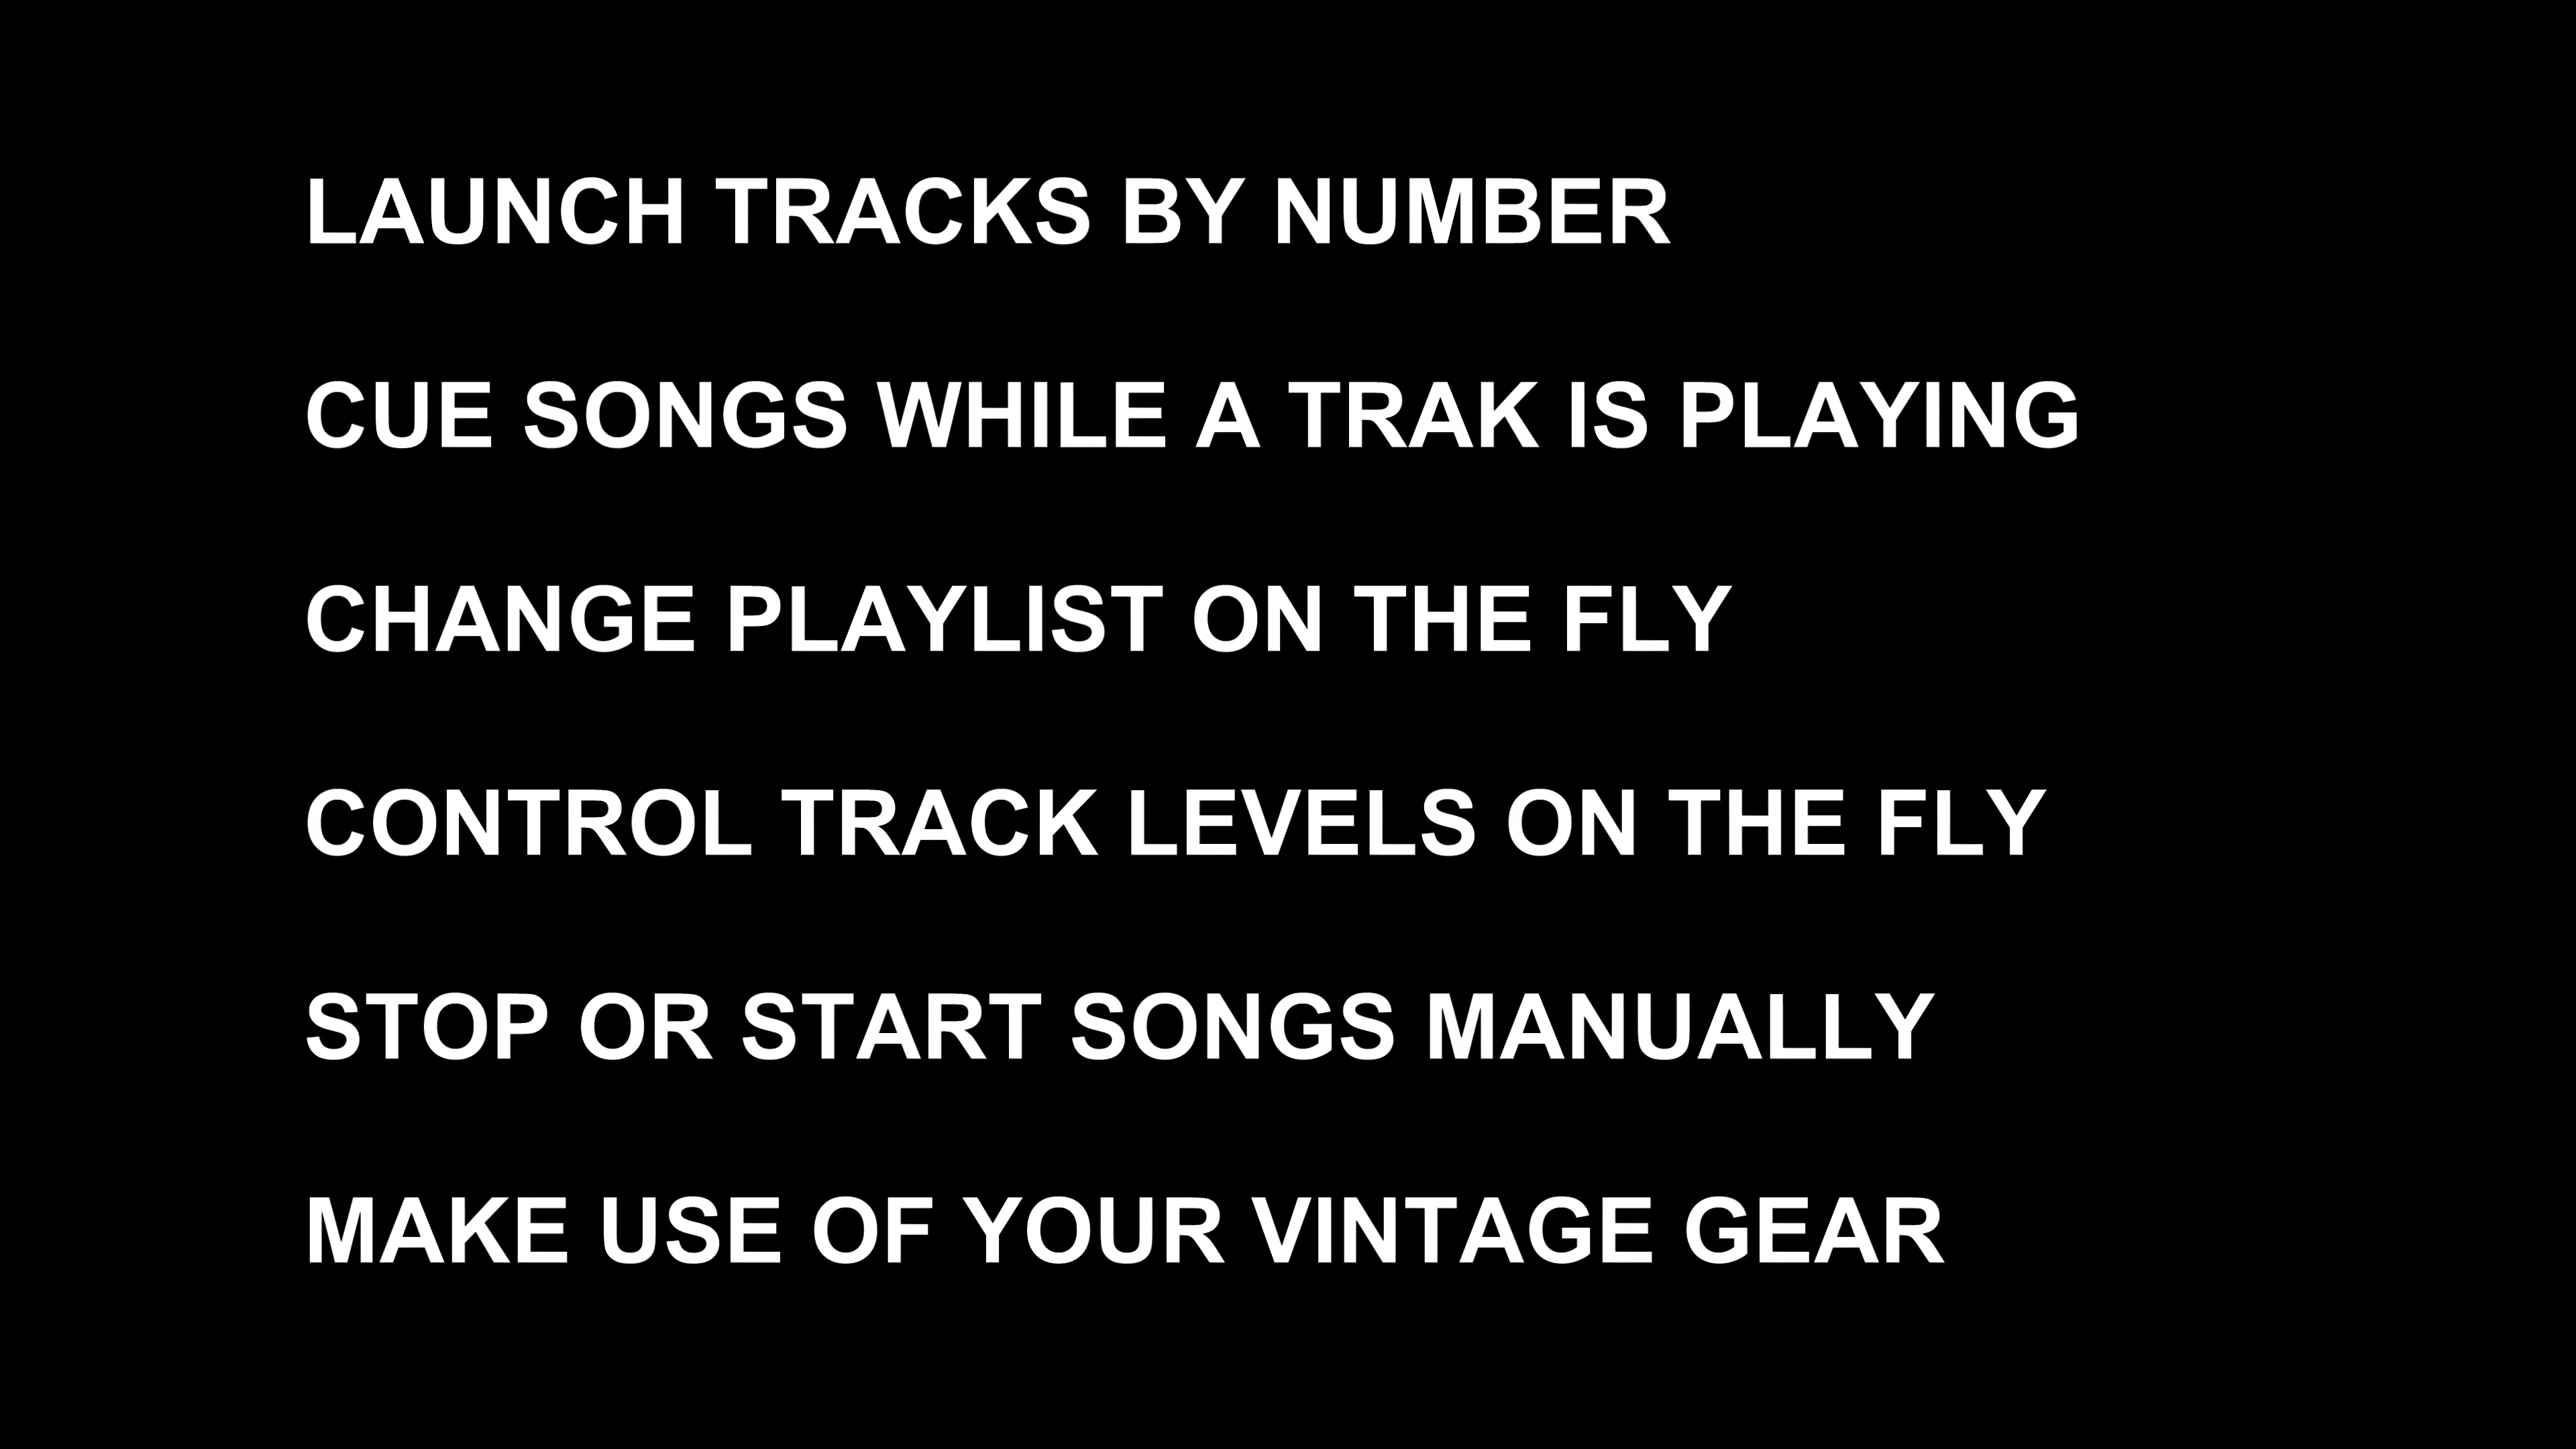 LAUNCH TRACKS BY NUMBER
CUE SONGS WHILE A TRAK IS PLAYING
CHANGE PLAYLIST ON THE FLY
CONTROL TRACK LEVELS ON THE FLY
STOP OR START SONGS MANUALLY
MAKE USE OF YOUR VINTAGE GEAR